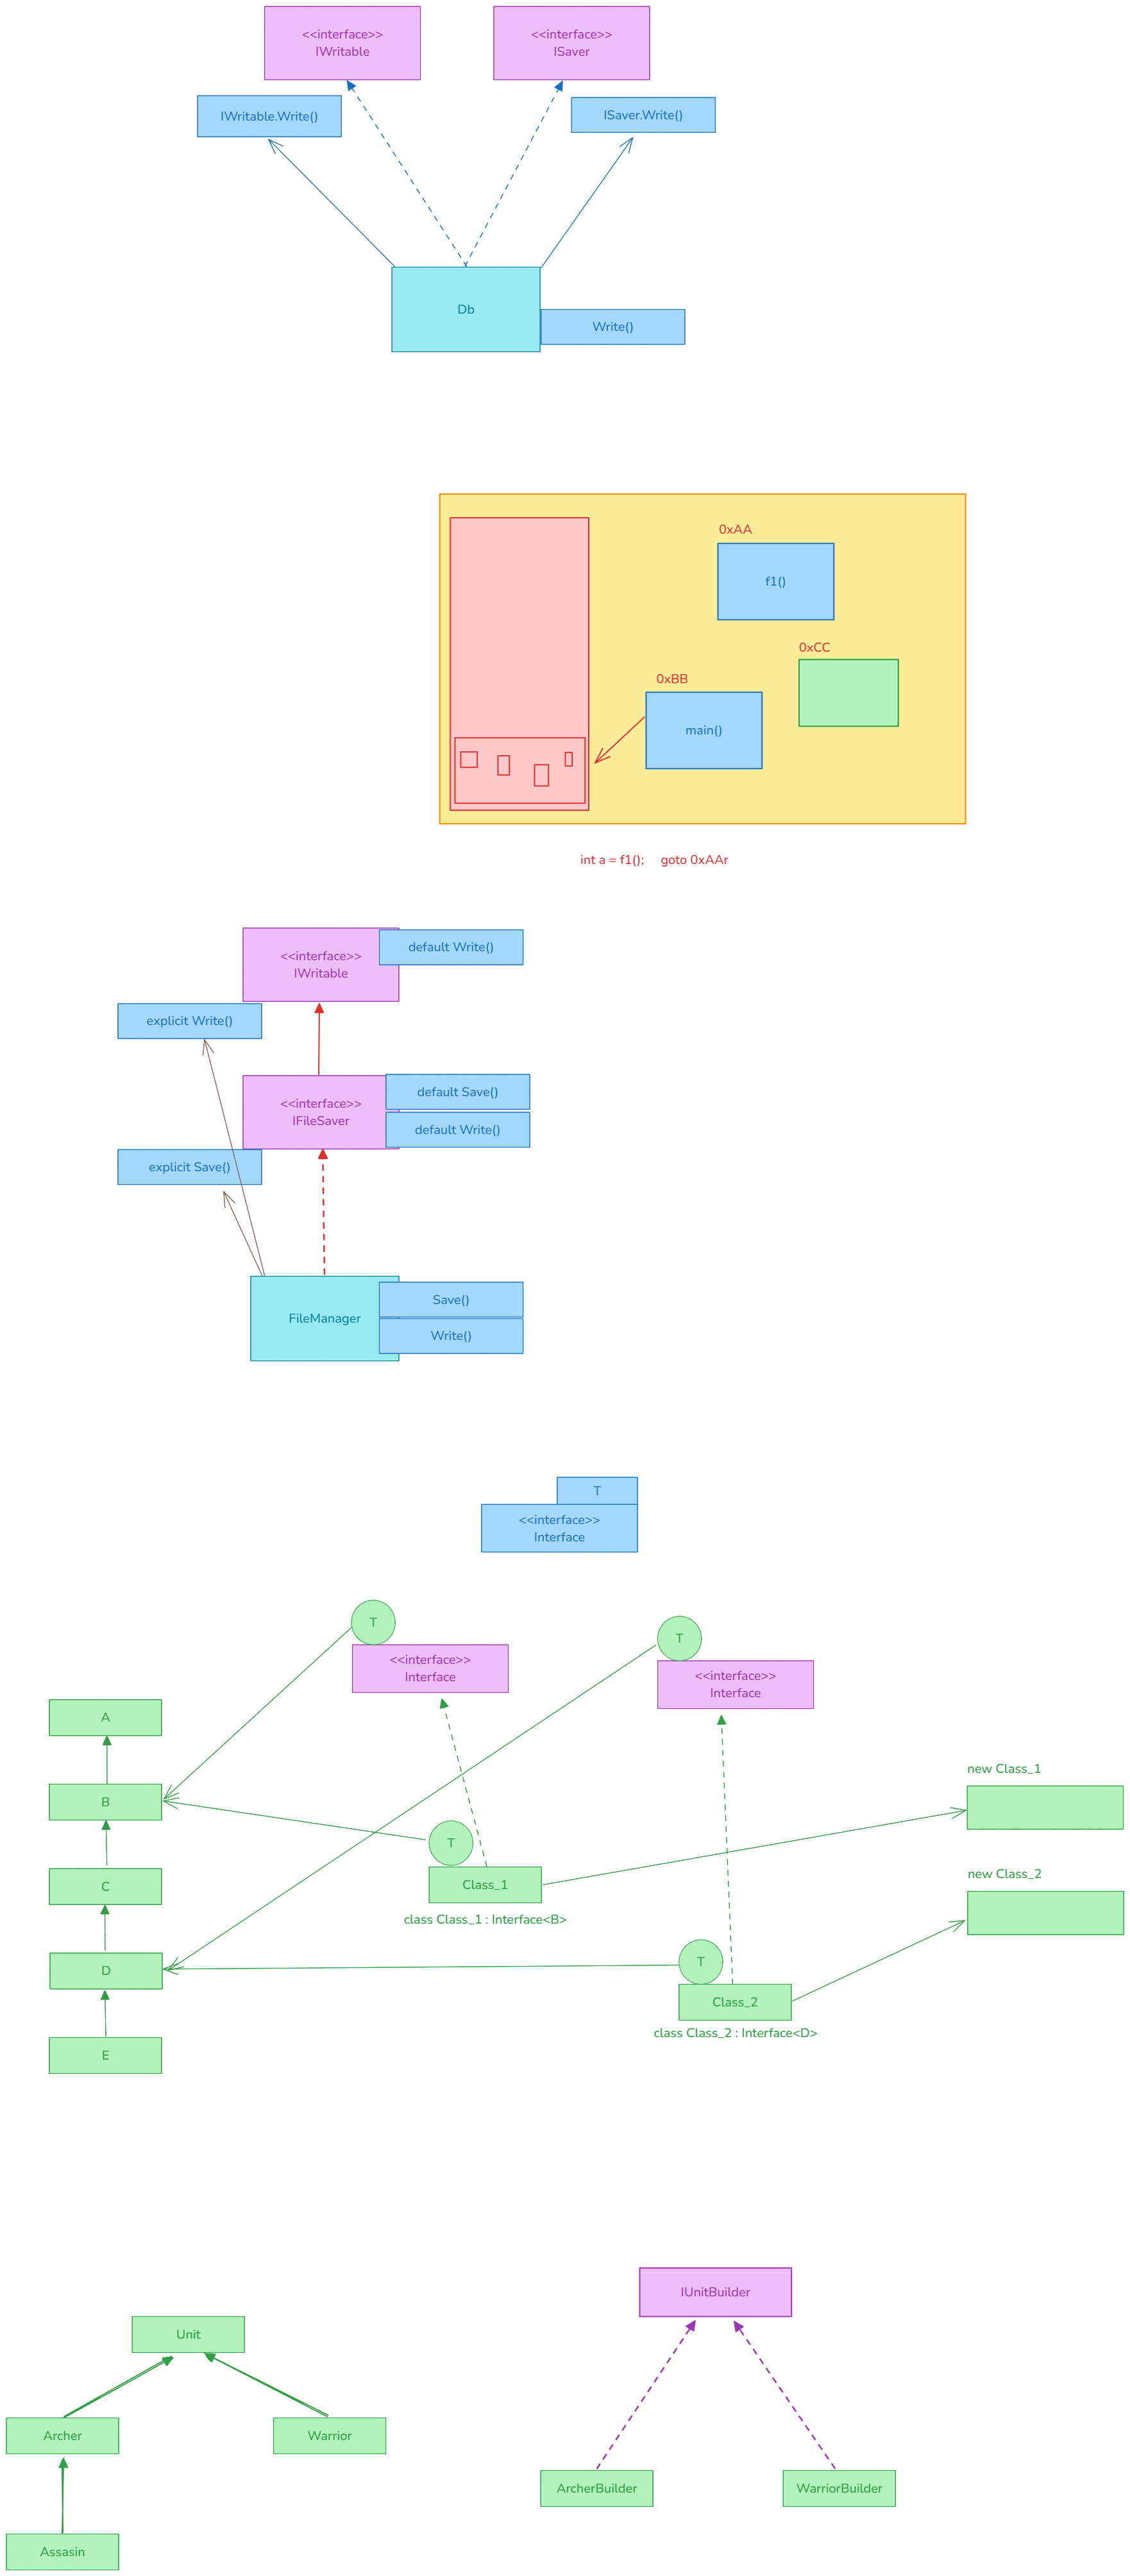 <<interface>>
IWritable
<<interface>>
ISaver
IWritable.Write()
ISaver.Write()
Db
Write()
0xAA
f1()
0xCC
0xBB
main()
int a = f1(); goto 0xAAr
<<interface>>
IWritable
default Write()
explicit Write()
<<interface>>
IFileSaver
default Save()
default Write()
explicit Save()
FileManager
Save()
Write()
T
<<interface>>
Interface
T
<<interface>>
Interface
T
<<interface>>
Interface
A
B
C
D
E
T
Class_1
class Class_1 : Interface<B>
T
Class_2
class Class_2 : Interface<D>
new Class_1
new Class_2
Unit
Archer
Warrior
Assasin
IUnitBuilder
ArcherBuilder
WarriorBuilder